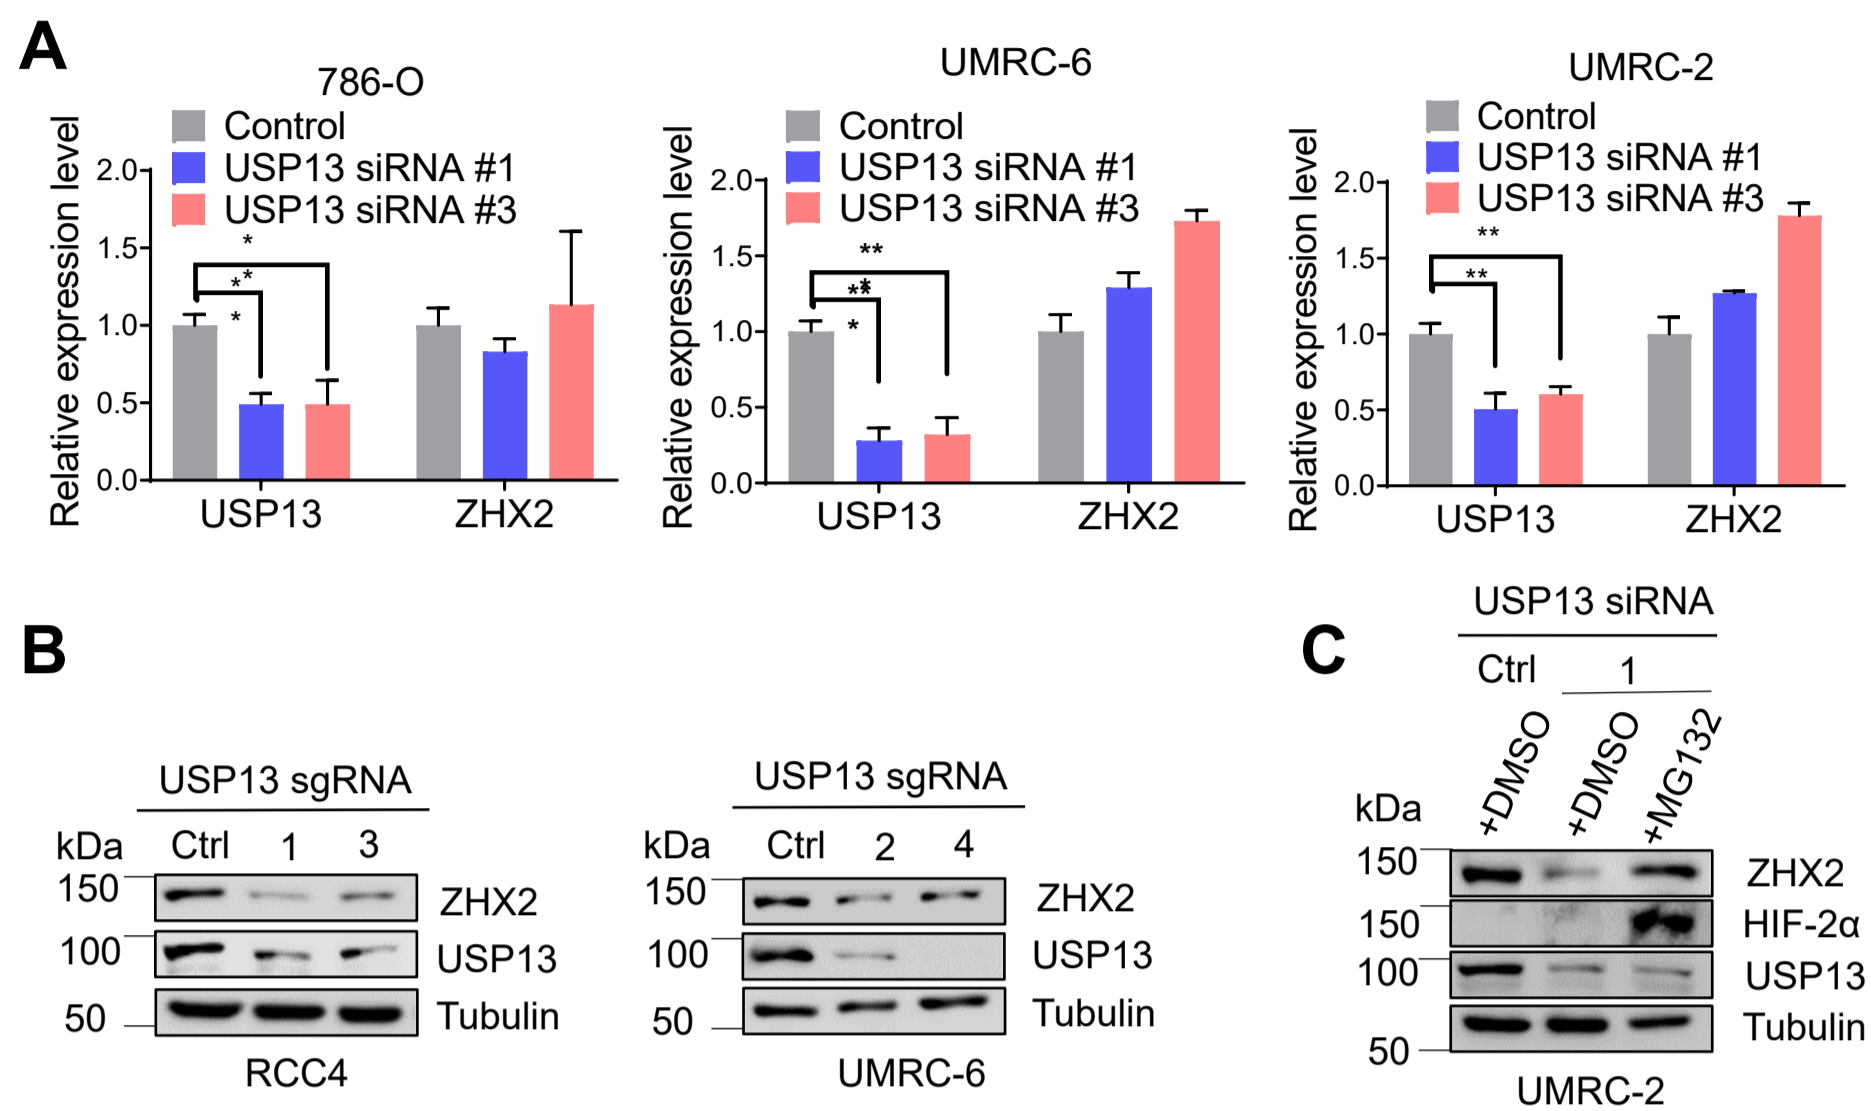 A
786-O
Control
USP13 siRNA #1
USP13 siRNA #3
Relative expression level
2.0
1.5
1.0
0.5
0.0
*
*
*
*
USP13
ZHX2
UMRC-6
Control
USP13 siRNA #1
USP13 siRNA #3
Relative expression level
2.0
1.5
1.0
0.5
0.0
**
**
*
*
USP13
ZHX2
UMRC-2
Control
USP13 siRNA #1
USP13 siRNA #3
Relative expression level
2.0
1.5
1.0
0.5
0.0
**
**
USP13
ZHX2
B
USP13 sgRNA
kDa Ctrl 1 3
150 ZHX2
100 USP13
50 Tubulin
RCC4
USP13 sgRNA
kDa Ctrl 2 4
150 ZHX2
100 USP13
50 Tubulin
UMRC-6
C
USP13 siRNA
Ctrl 1
+DMSO +DMSO +MG132
kDa
150 ZHX2
150 HIF-2α
100 USP13
Tubulin
50
UMRC-2